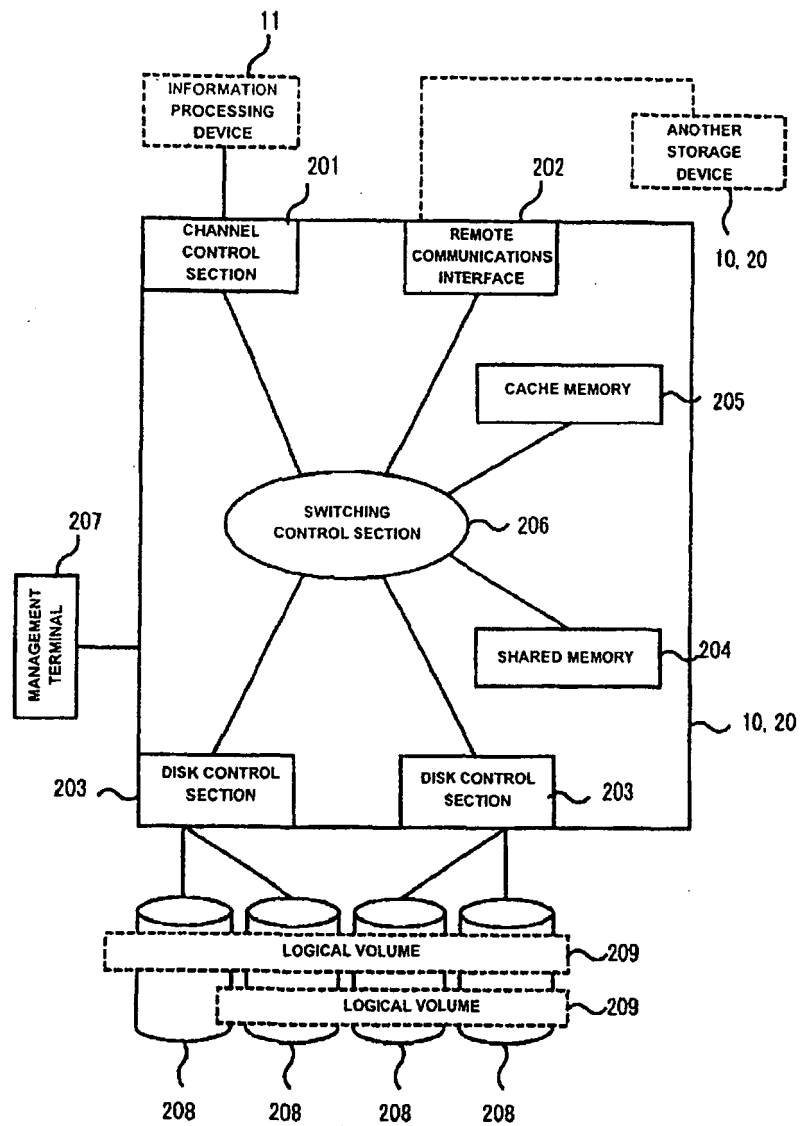 11
INFORMATION
PROCESSING
DEVICE
ANOTHER
STORAGE
DEVICE
201
202
10, 20
CHANNEL
CONTROL
SECTION
REMOTE
COMMUNICATIONS
INTERFACE
CACHE MEMORY
205
SWITCHING
CONTROL SECTION
206
207
MANAGEMENT
TERMINAL
SHARED MEMORY
204
10, 20
DISK CONTROL
SECTION
203
DISK CONTROL
SECTION
203
LOGICAL VOLUME
209
LOGICAL VOLUME
209
208
208
208
208